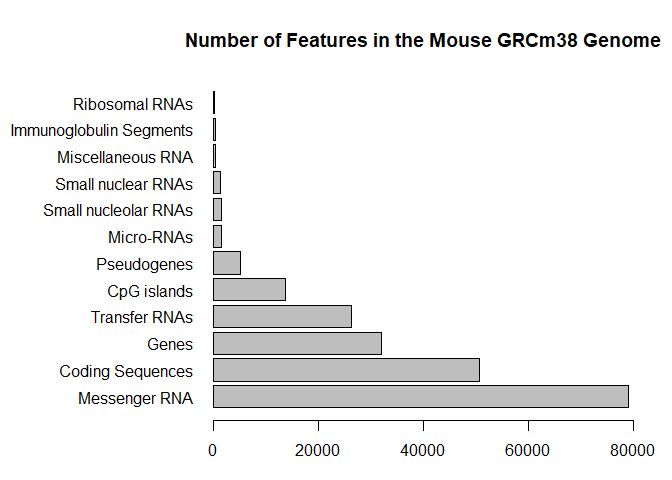 Number of Features in the Mouse GRCm38 Genome
Ribosomal RNAs
Immunoglobulin Segments
Miscellaneous RNA
Small nuclear RNAs
Small nucleolar RNAs
Micro-RNAs
Pseudogenes
CpG islands
Transfer RNAs
Genes
Coding Sequences
Messenger RNA
0 20000 40000 60000 80000